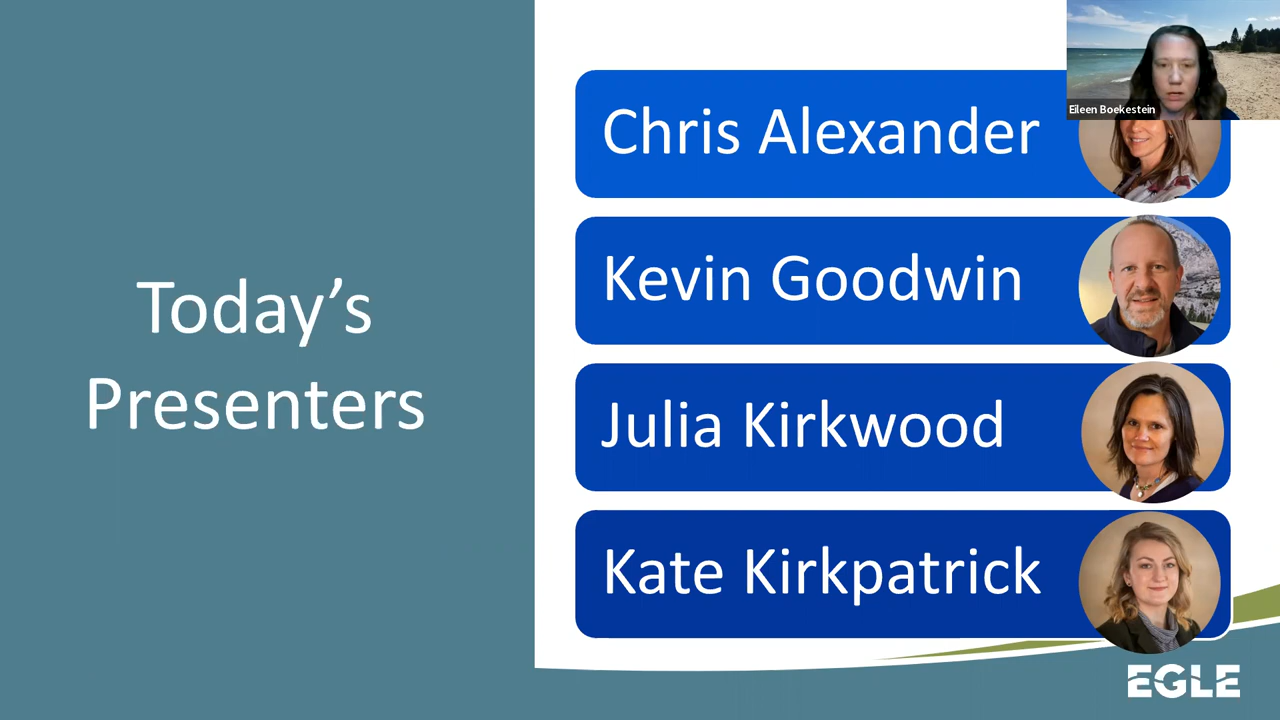 Today’s
Presenters
Chris Alexander
Kevin Goodwin
Julia Kirkwood
Kate Kirkpatrick
Eileen Boekestein
EGLE